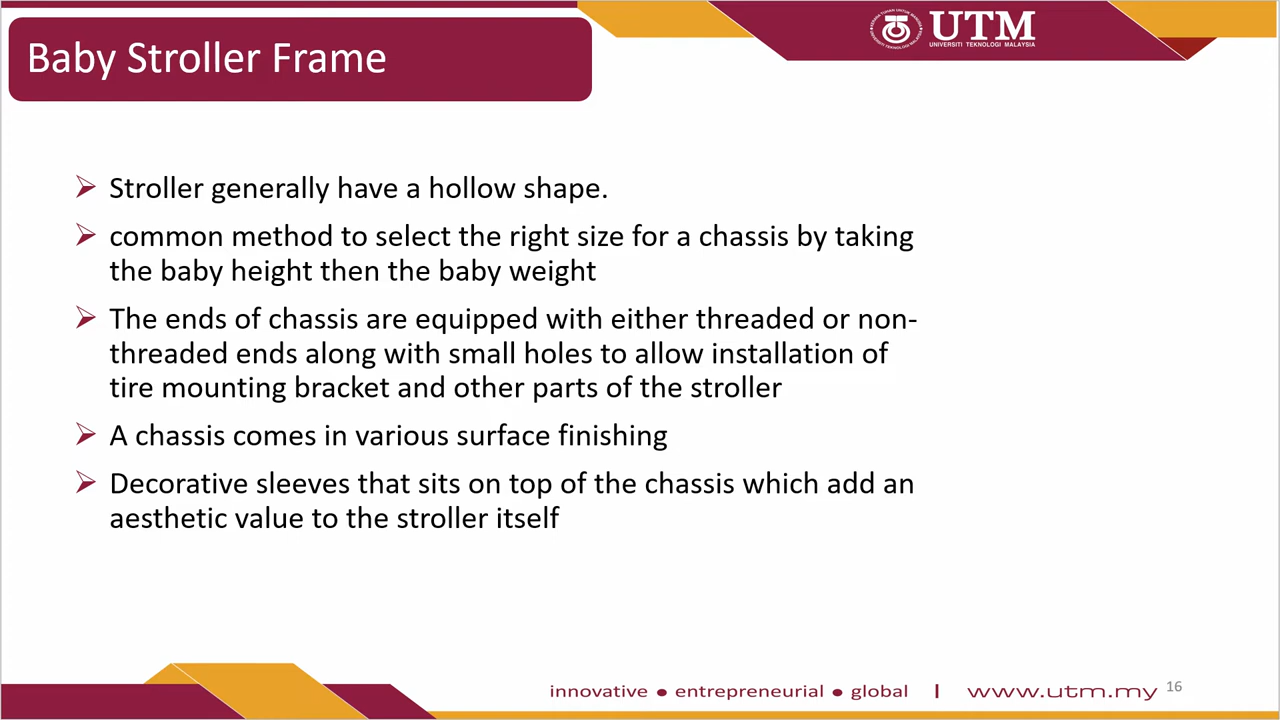 Baby Stroller Frame
UTM
UNIVERSITI TEKNOLOGI MALAYSIA
Stroller generally have a hollow shape.
common method to select the right size for a chassis by taking
the baby height then the baby weight
The ends of chassis are equipped with either threaded or non-
threaded ends along with small holes to allow installation of
tire mounting bracket and other parts of the stroller
A chassis comes in various surface finishing
Decorative sleeves that sits on top of the chassis which add an
aesthetic value to the stroller itself
innovative ● entrepreneurial ● global | www.utm.my 16